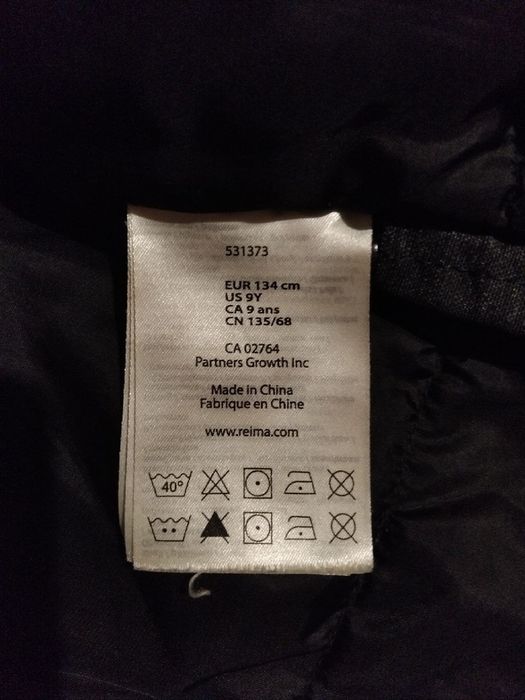 531373
EUR 134 cm
US 9Y
CA 9 ans
CN 135/68
CA 02764
Partners Growth Inc
Made in China
Fabrique en Chine
www.reima.com
40°